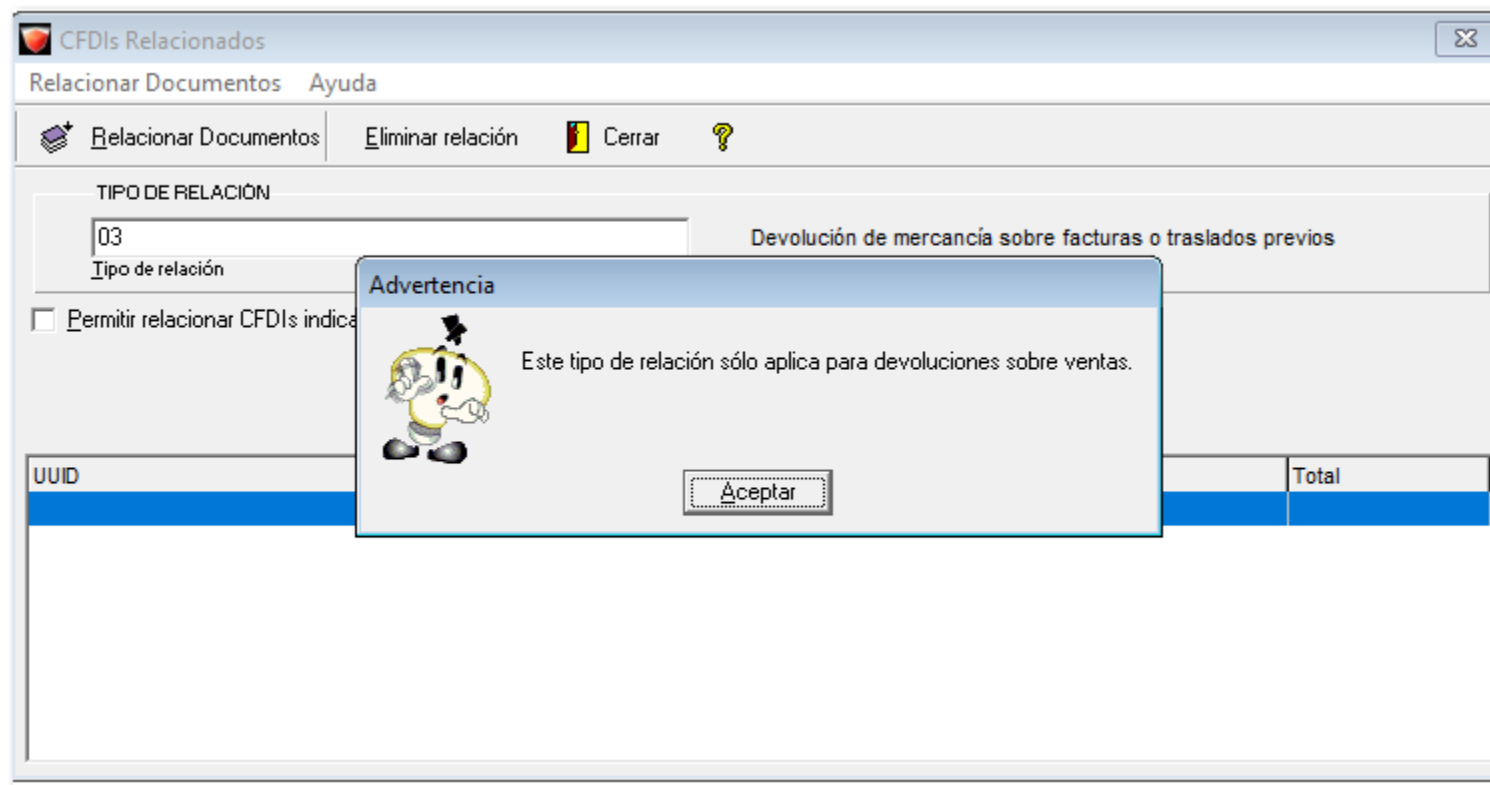 CFDIs Relacionados
Relacionar Documentos Ayuda
Relacionar Documentos Eliminar relación Cerrar
TIPO DE RELACIÓN
03 Devolución de mercancía sobre facturas o traslados previos
Tipo de relación
Advertencia
Permitir relacionar CFDIs
Este tipo de relación sólo aplica para devoluciones sobre ventas.
UUID Total
Aceptar